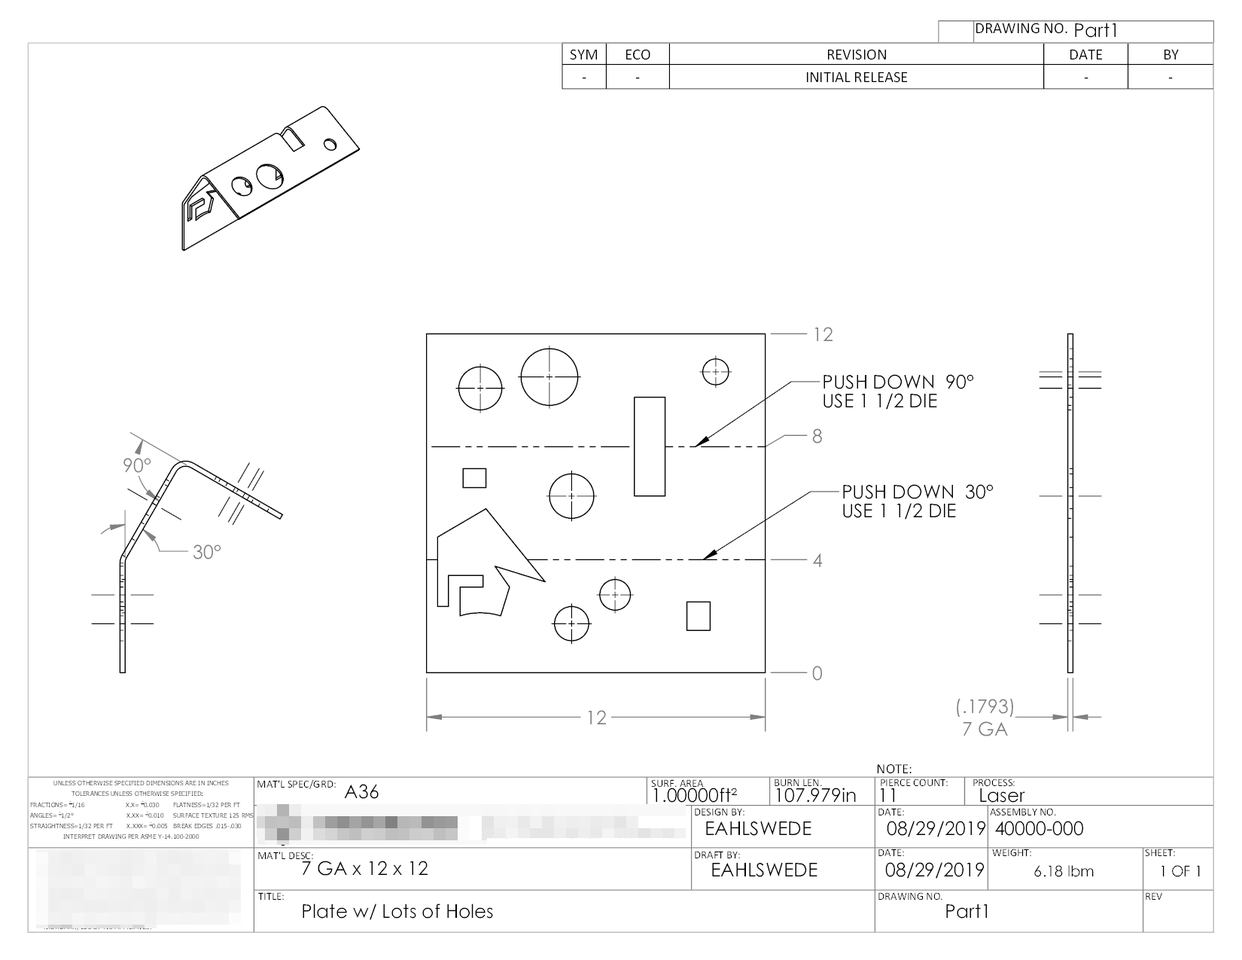 DRAWING NO. Part1
SYM ECO REVISION DATE BY
- - INITIAL RELEASE - -
12
PUSH DOWN 90°
USE 1 1/2 DIE
8
90°
PUSH DOWN 30°
USE 1 1/2 DIE
30°
4
0
12
(.1793)
7 GA
NOTE:
UNLESS OTHERWISE SPECIFIED DIMENSIONS ARE IN INCHES
TOLERANCES UNLESS OTHERWISE SPECIFIED:
FRACTIONS= ±1/16 X.X= ±0.030 FLATNESS=1/32 PER FT
ANGLES= ±1/2° X.XX= ±0.010 SURFACE TEXTURE 125 RMS
STRAIGHTNESS=1/32 PER FT X.XXX= ±0.005 BREAK EDGES .015-.030
INTERPRET DRAWING PER ASME Y-14.100-2000
MAT'L SPEC/GRD: A36
SURF. AREA
1.00000ft²
BURN LEN.
107.979in
PIERCE COUNT:
11
PROCESS:
Laser
DESIGN BY:
EAHLSWEDE
DATE:
08/29/2019
ASSEMBLY NO.
40000-000
MAT'L DESC:
7 GA x 12 x 12
DRAFT BY:
EAHLSWEDE
DATE:
08/29/2019
WEIGHT:
6.18 lbm
SHEET:
1 OF 1
TITLE:
Plate w/ Lots of Holes
DRAWING NO.
Part1
REV